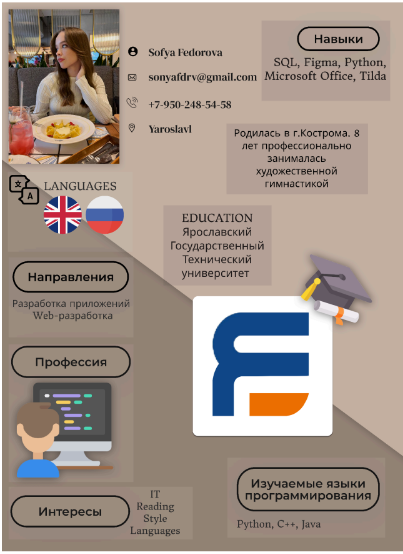 Sofya Fedorova
sonyafdrv@gmail.com
+7-950-248-54-58
Yaroslavl
Навыки
SQL, Figma, Python,
Microsoft Office, Tilda
Родилась в г.Кострома. 8
лет профессионально
занималась
художественной
гимнастикой
LANGUAGES
EDUCATION
Ярославский
Государственный
Технический
университет
Направления
Разработка приложений
Web-разработка
Профессия
Интересы
IT
Reading
Style
Languages
Изучаемые языки
программирования
Python, C++, Java